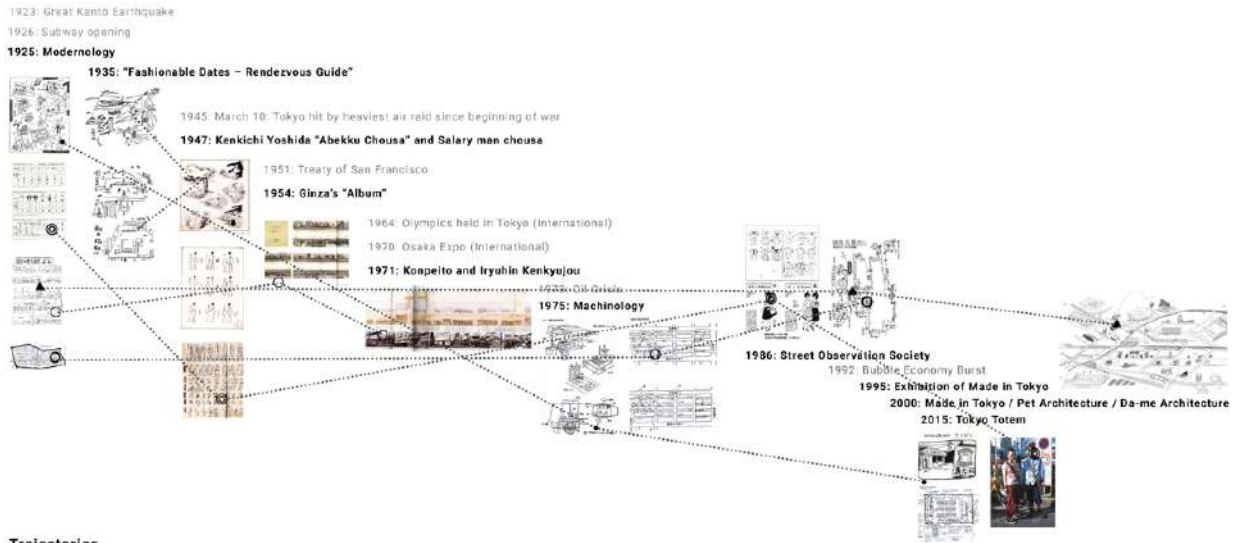 1923: Great Kantō Earthquake
1926: Subway opening
1925: Modernology
1935: “Fashionable Dates – Rendezvous Guide”
1945: March 10: Tokyo hit by heaviest air raid since beginning of war
1947: Kenkichi Yoshida “Abekku Chousa” and Salary man chousa
1951: Treaty of San Francisco
1954: Ginza’s “Album”
1964: Olympics held in Tokyo (International)
1970: Osaka Expo (International)
1971: Konpeito and Iryuhin Kenkyujou
1973: Oil Crisis
1975: Machinology
1986: Street Observation Society
1992: Bubble Economy Burst
1995: Exhibition of Made in Tokyo
2000: Made in Tokyo / Pet Architecture / Da-me Architecture
2015: Tokyo Totem
Trajectories